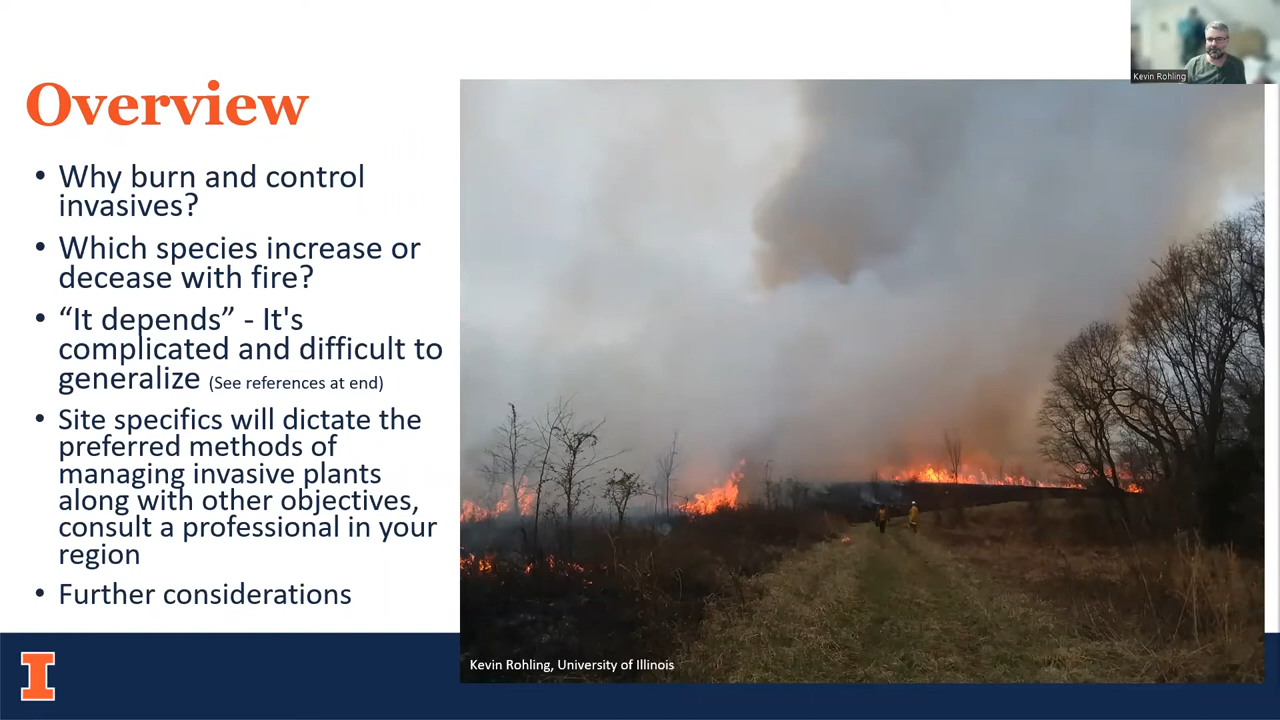 Kevin Rohling
Overview
• Why burn and control
invasives?
• Which species increase or
decease with fire?
• “It depends” - It's
complicated and difficult to
generalize (See references at end)
• Site specifics will dictate the
preferred methods of
managing invasive plants
along with other objectives,
consult a professional in your
region
• Further considerations
Kevin Rohling, University of Illinois
I